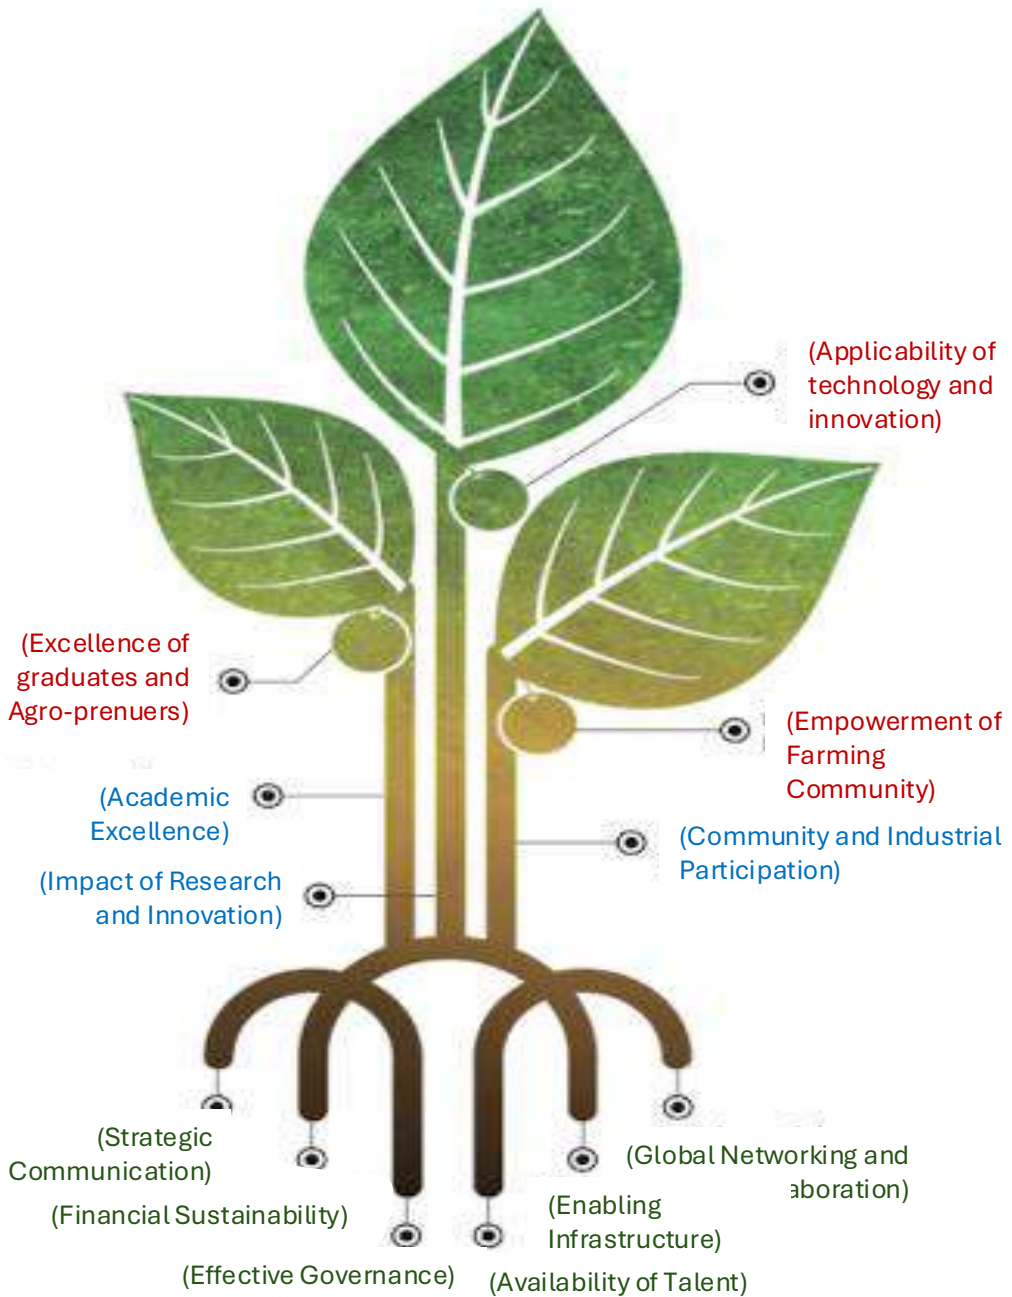 (Applicability of
technology and
innovation)
(Excellence of
graduates and
Agro-prenuers)
(Empowerment of
Farming
Community)
(Academic
Excellence)
(Community and Industrial
Participation)
(Impact of Research
and Innovation)
(Strategic
Communication)
(Global Networking and
aboration)
(Financial Sustainability)
(Enabling
Infrastructure)
(Effective Governance)
(Availability of Talent)